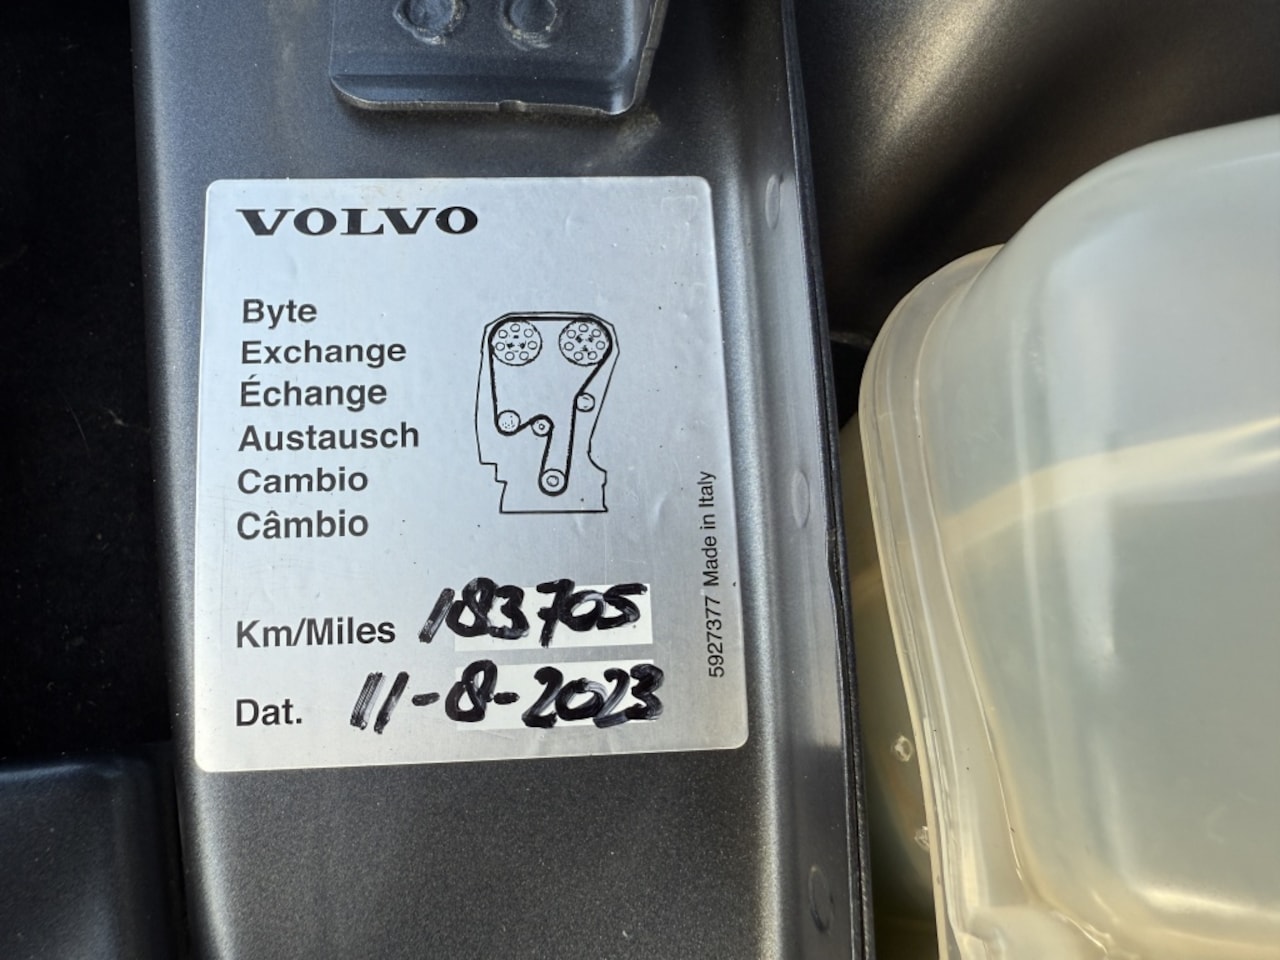 VOLVO
Byte
Exchange
Échange
Austausch
Cambio
Câmbio
Km/Miles 183705
Dat. 11-8-2023
5927377 Made in Italy